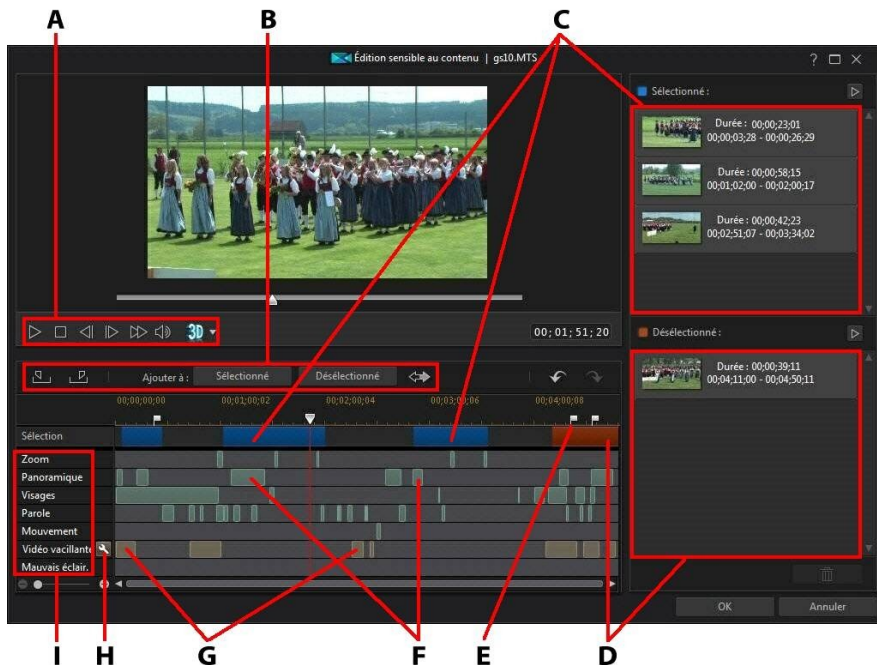 A B C
Édition sensible au contenu | gs10.MTS
?
Sélectionné :
Durée : 00;00;23;01
00;00;03;28 - 00;00;26;29
Durée : 00;00;58;15
00;01;02;00 - 00;02;00;17
Durée : 00;00;42;23
00;02;51;07 - 00;03;34;02
3D
00; 01; 51; 20
Désélectionné :
Durée : 00;00;39;11
00;04;11;00 - 00;04;50;11
Ajouter à : Sélectionné Désélectionné
00;00;00;00 00;01;00;02 00;02;00;04 00;03;00;06 00;04;00;08
Sélection
Zoom
Panoramique
Visages
Parole
Mouvement
Vidéo vacillante
Mauvais éclair.
OK Annuler
I H G F E D